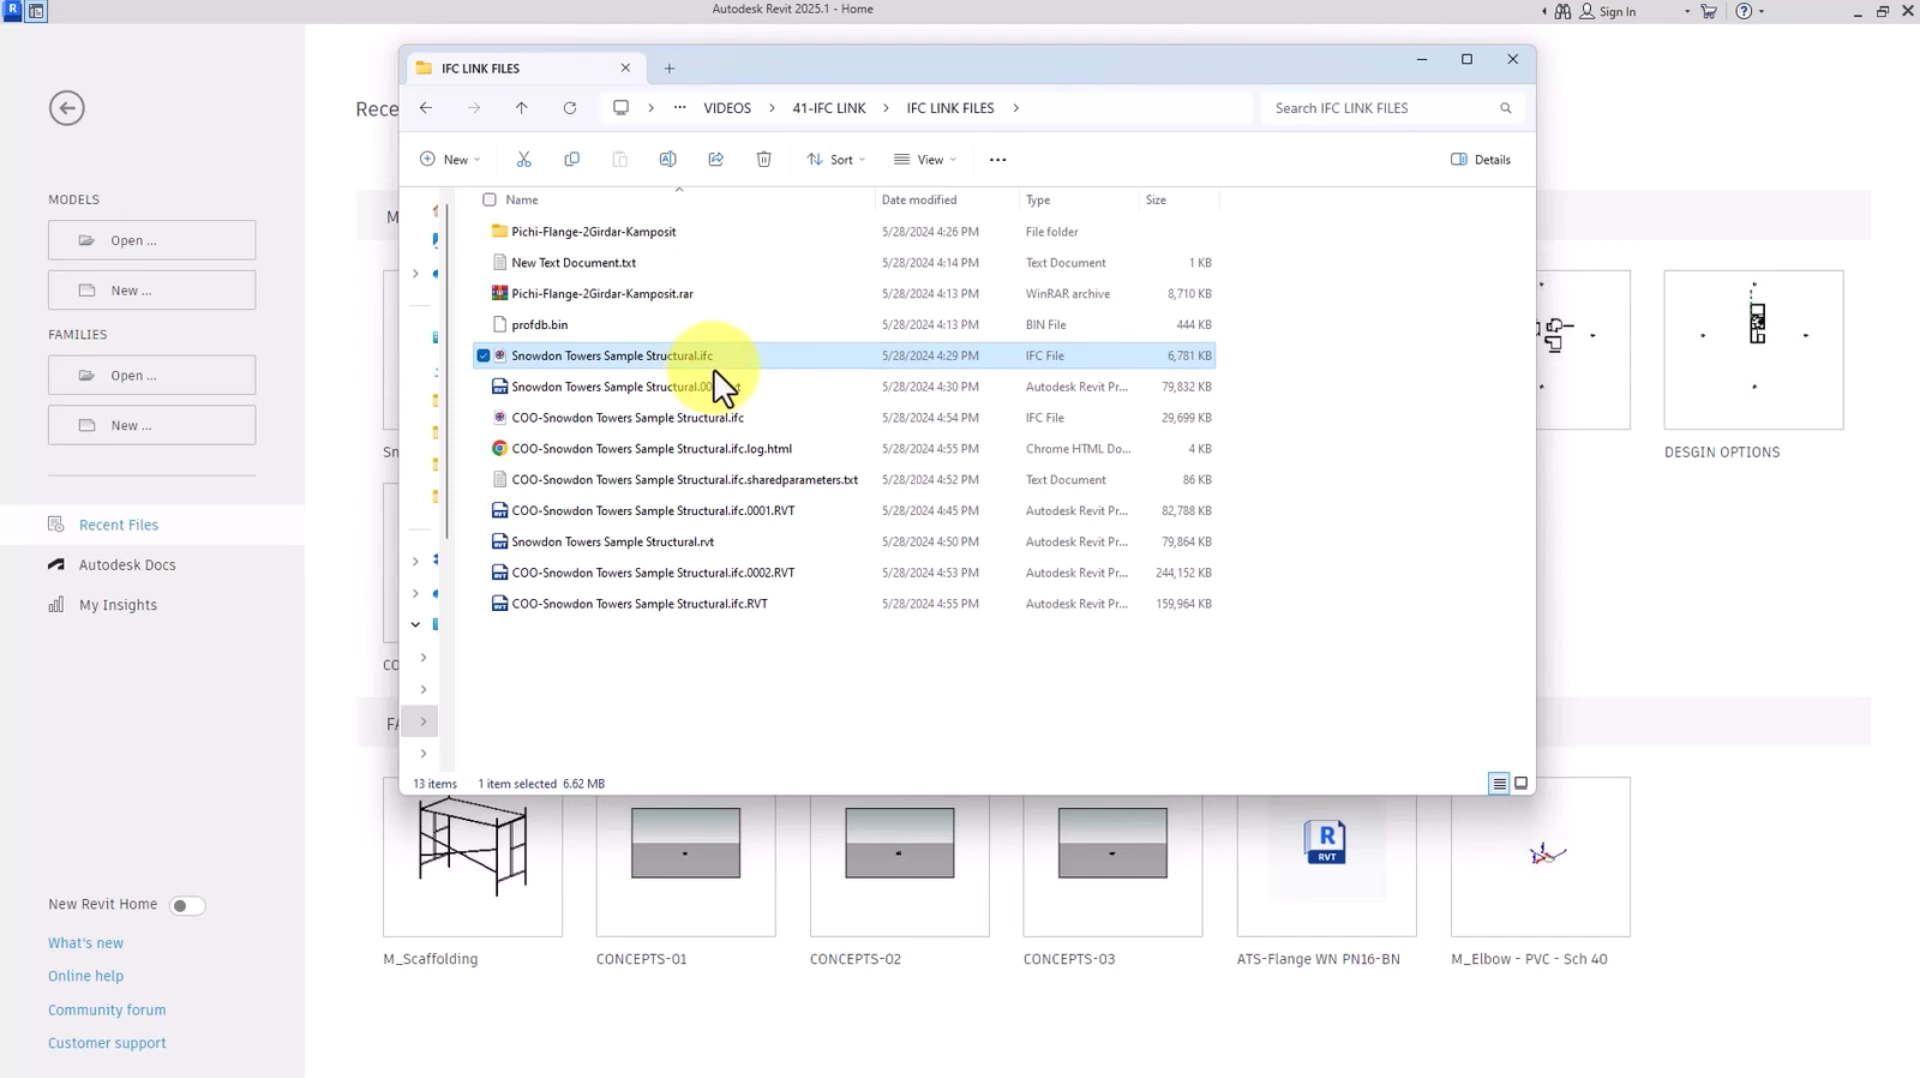 Autodesk Revit 2025.1 - Home
Sign In
IFC LINK FILES
VIDEOS > 41-IFC LINK > IFC LINK FILES >
Search IFC LINK FILES
New
Sort
View
Details
Name Date modified Type Size
Pichi-Flange-2Girdar-Kamposit 5/28/2024 4:26 PM File folder
New Text Document.txt 5/28/2024 4:14 PM Text Document 1 KB
Pichi-Flange-2Girdar-Kamposit.rar 5/28/2024 4:13 PM WinRAR archive 8,710 KB
profdb.bin 5/28/2024 4:13 PM BIN File 444 KB
Snowdon Towers Sample Structural.ifc 5/28/2024 4:29 PM IFC File 6,781 KB
Snowdon Towers Sample Structural.00 5/28/2024 4:30 PM Autodesk Revit Pr... 79,832 KB
COO-Snowdon Towers Sample Structural.ifc 5/28/2024 4:54 PM IFC File 29,699 KB
COO-Snowdon Towers Sample Structural.ifc.log.html 5/28/2024 4:55 PM Chrome HTML Do... 4 KB
COO-Snowdon Towers Sample Structural.ifc.sharedparameters.txt 5/28/2024 4:52 PM Text Document 86 KB
COO-Snowdon Towers Sample Structural.ifc.0001.RVT 5/28/2024 4:45 PM Autodesk Revit Pr... 82,788 KB
Snowdon Towers Sample Structural.rvt 5/28/2024 4:50 PM Autodesk Revit Pr... 79,864 KB
COO-Snowdon Towers Sample Structural.ifc.0002.RVT 5/28/2024 4:53 PM Autodesk Revit Pr... 244,152 KB
COO-Snowdon Towers Sample Structural.ifc.RVT 5/28/2024 4:55 PM Autodesk Revit Pr... 159,964 KB
13 items 1 item selected 6.62 MB
Rece
M
Sn
CO
FA
DESGIN OPTIONS
MODELS
Open ...
New ...
FAMILIES
Open ...
New ...
Recent Files
Autodesk Docs
My Insights
New Revit Home
What's new
Online help
Community forum
Customer support
R
RVT
M_Scaffolding
CONCEPTS-01
CONCEPTS-02
CONCEPTS-03
ATS-Flange WN PN16-BN
M_Elbow - PVC - Sch 40